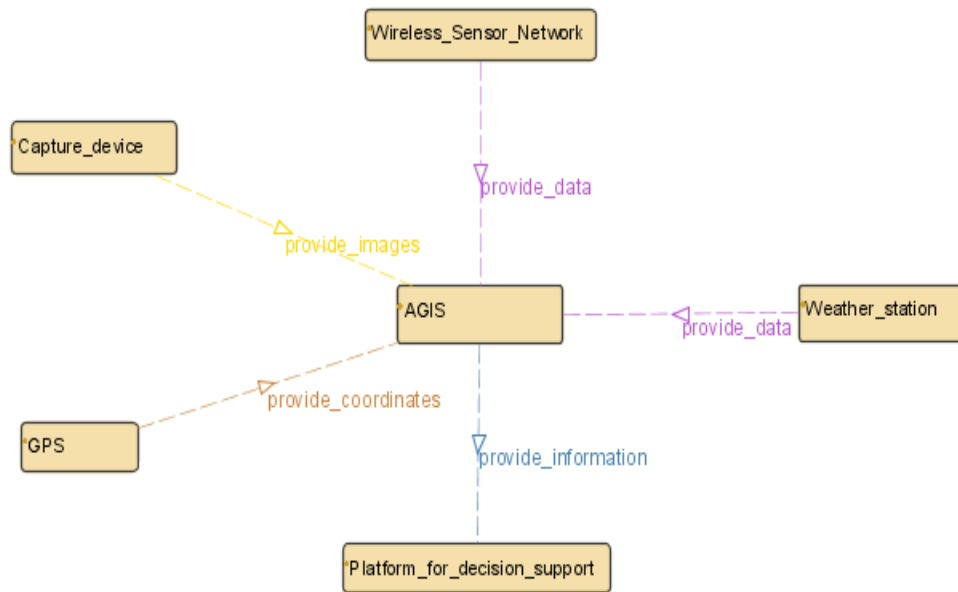 Wireless_Sensor_Network
Capture_device
provide_data
provide_images
AGIS
Weather_station
provide_data
provide_coordinates
GPS
provide_information
Platform_for_decision_support